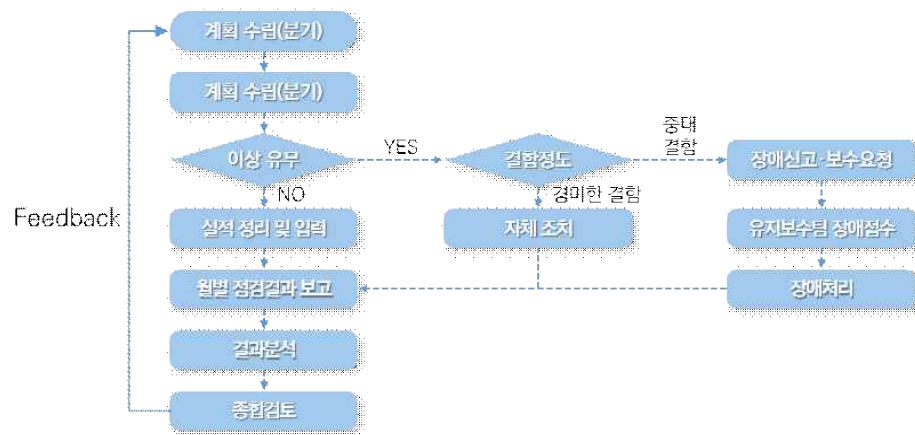 계획 수립(분기)
계획 수립(분기)
이상 유무
YES
결함정도
중대
결함
장애신고·보수요청
NO
경미한 결함
Feedback
실적 정리 및 입력
자체 조치
유지보수팀 장애접수
월별 점검결과 보고
장애처리
결과분석
종합검토